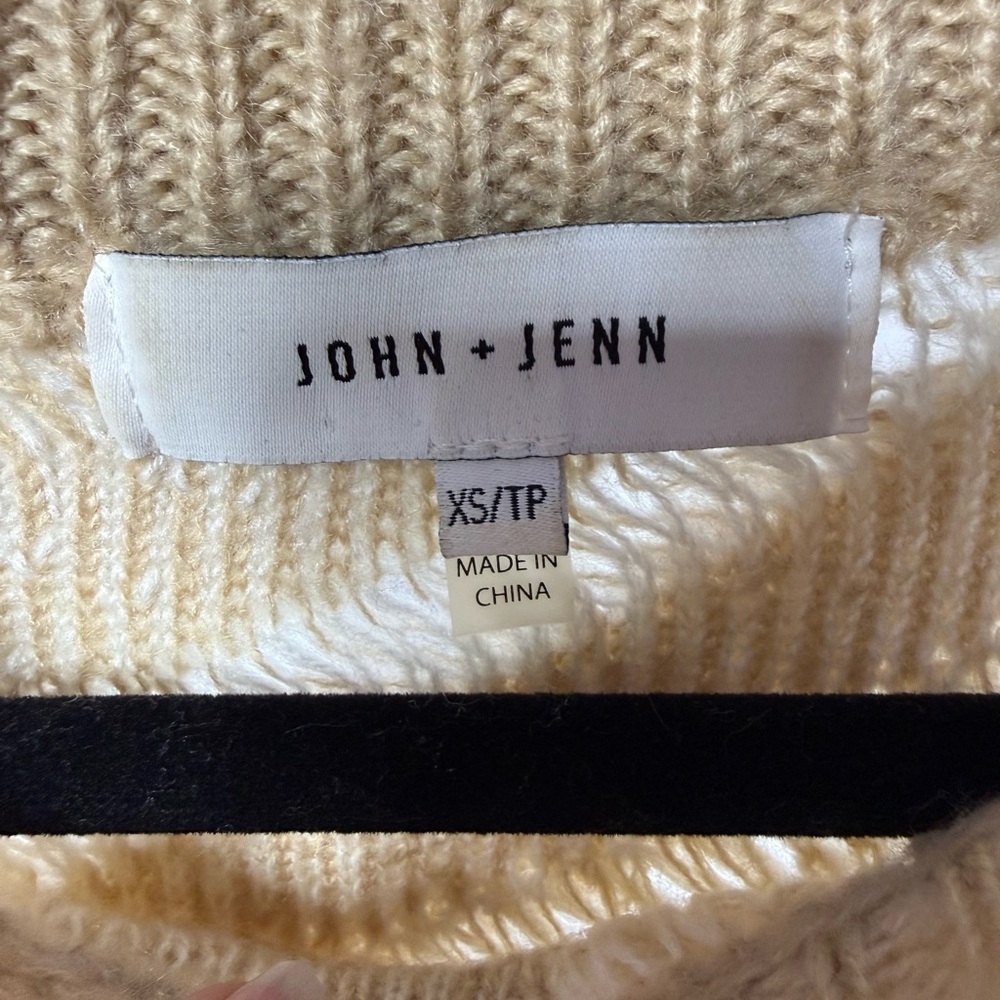 JOHN + JENN
XS/TP
MADE IN
CHINA